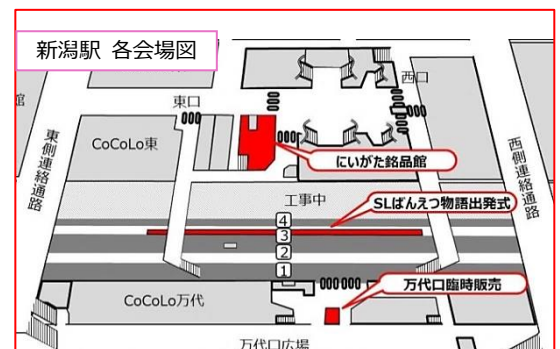 新潟駅 各会場図
西口
館
東口
東側連絡通路
西側連絡通路
CoCoLo東
にいがた銘品館
工事中
SLばんえつ物語出発式
4
3
2
1
万代口臨時販売
CoCoLo万代
万代口広場